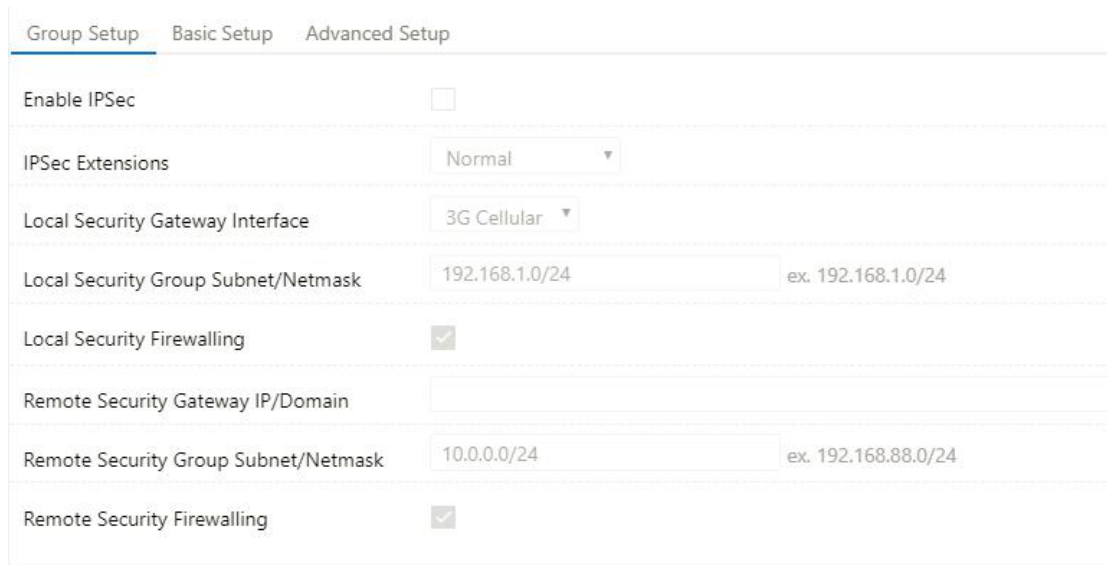 Group Setup Basic Setup Advanced Setup
Enable IPSec
IPSec Extensions Normal
Local Security Gateway Interface 3G Cellular
Local Security Group Subnet/Netmask 192.168.1.0/24 ex. 192.168.1.0/24
Local Security Firewalling
Remote Security Gateway IP/Domain
Remote Security Group Subnet/Netmask 10.0.0.0/24 ex. 192.168.88.0/24
Remote Security Firewalling